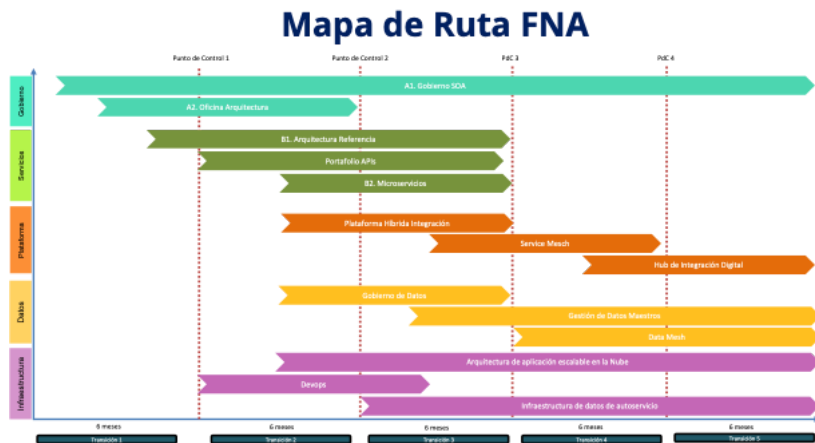 Mapa de Ruta FNA
Punto de Control 1
Punto de Control 2
PdC 3
PdC 4
Gobierno
A1. Gobierno SOA
A2. Oficina Arquitectura
Servicios
B1. Arquitectura Referencia
Portafolio APIs
B2. Microservicios
Plataforma
Plataforma Híbrida Integración
Service Mesch
Hub de Integración Digital
Datos
Gobierno de Datos
Gestión de Datos Maestros
Data Mesh
Infraestructura
Arquitectura de aplicación escalable en la Nube
Devops
Infraestructura de datos de autoservicio
6 meses
6 meses
6 meses
6 meses
6 meses
Transición 1
Transición 2
Transición 3
Transición 4
Transición 5